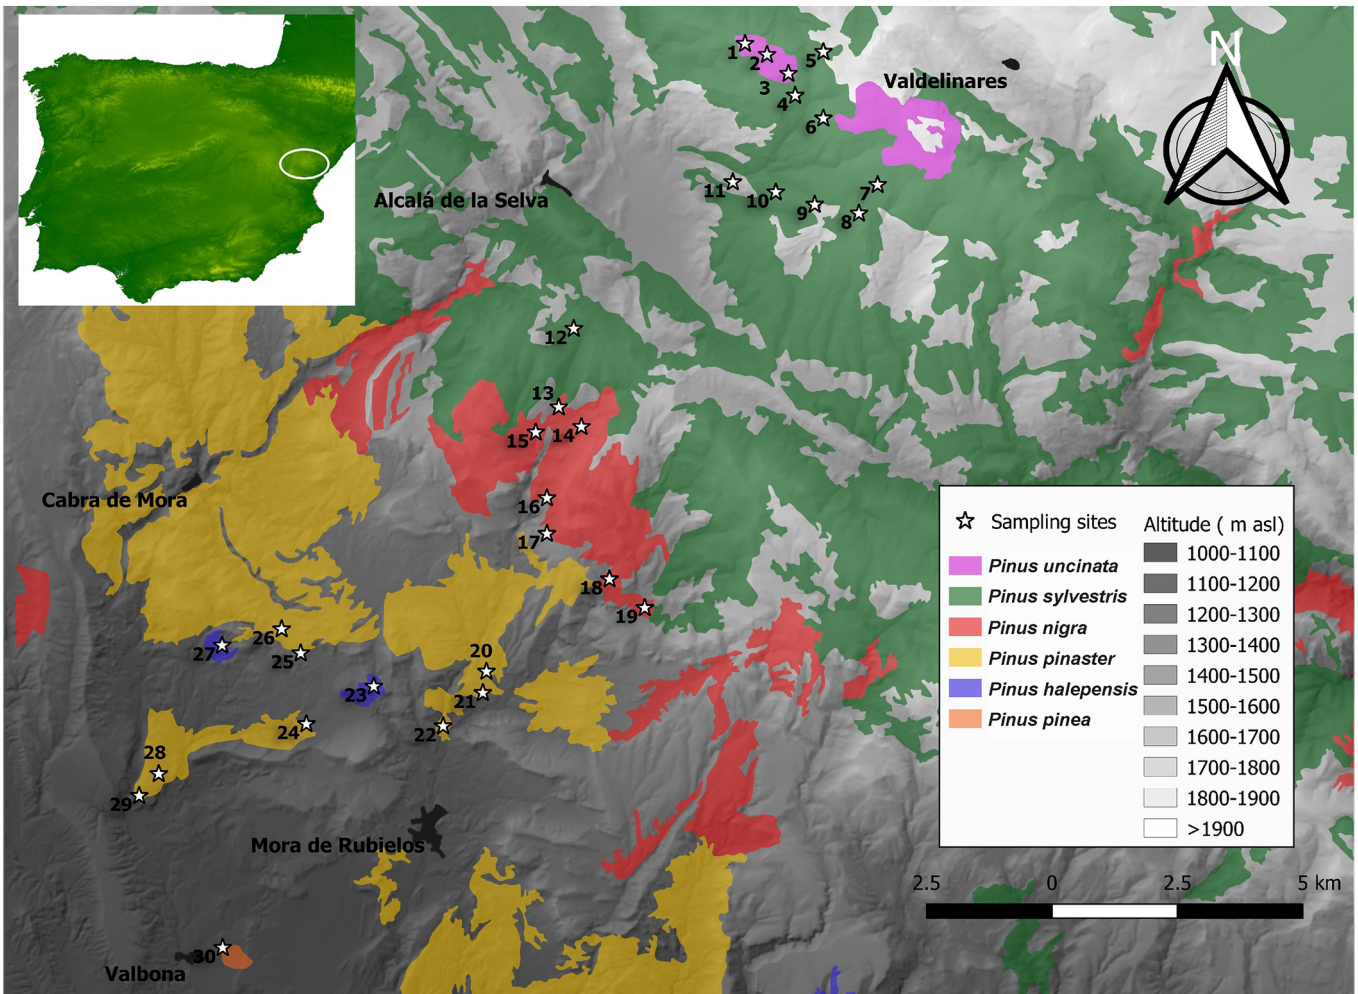 N
1
2
3
4
5
6
Valdelinares
7
8
9
10
11
Alcalá de la Selva
12
13
14
15
16
17
18
19
Cabra de Mora
20
21
22
23
24
25
26
27
28
29
Mora de Rubielos
30
Valbona
Sampling sites
Pinus uncinata
Pinus sylvestris
Pinus nigra
Pinus pinaster
Pinus halepensis
Pinus pinea
Altitude ( m asl)
1000-1100
1100-1200
1200-1300
1300-1400
1400-1500
1500-1600
1600-1700
1700-1800
1800-1900
>1900
2.5 0 2.5 5 km